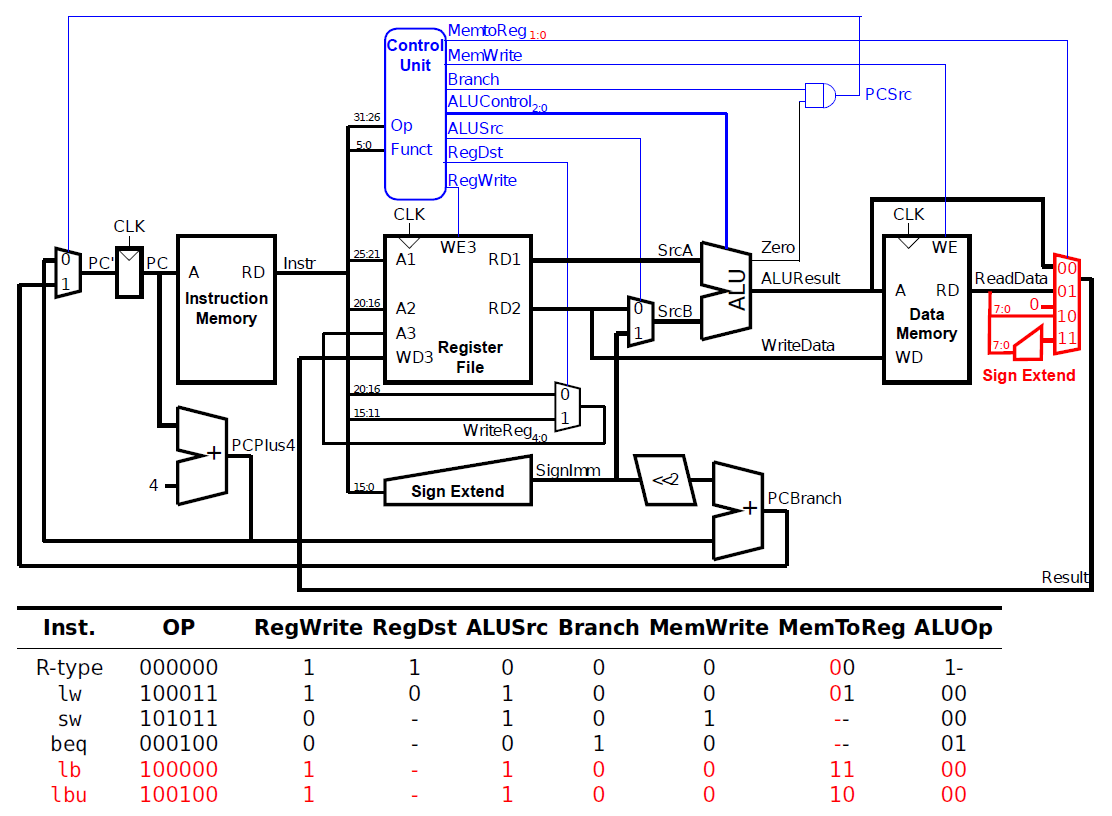 MemtoReg1:0
Control
Unit
MemWrite
Branch
PCSrc
ALUControl2:0
31:26
Op
ALUSrc
5:0
Funct
RegDst
RegWrite
CLK
CLK
CLK
0
1
PC'
PC
A
RD
Instruction
Memory
Instr
25:21
A1
WE3
RD1
20:16
A2
RD2
A3
WD3
Register
File
SrcA
0
1
SrcB
ALU
Zero
ALUResult
WriteData
WE
A
RD
Data
Memory
WD
ReadData
00
01
0
7:0
10
11
7:0
Sign Extend
20:16
0
15:11
1
WriteReg4:0
PCPlus4
+
4
15:0
Sign Extend
SignImm
<<2
+
PCBranch
Result
Inst. OP RegWrite RegDst ALUSrc Branch MemWrite MemToReg ALUOp
R-type 000000 1 1 0 0 0 00 1-
lw 100011 1 0 1 0 0 01 00
sw 101011 0 - 1 0 1 -- 00
beq 000100 0 - 0 1 0 -- 01
lb 100000 1 - 1 0 0 11 00
lbu 100100 1 - 1 0 0 10 00